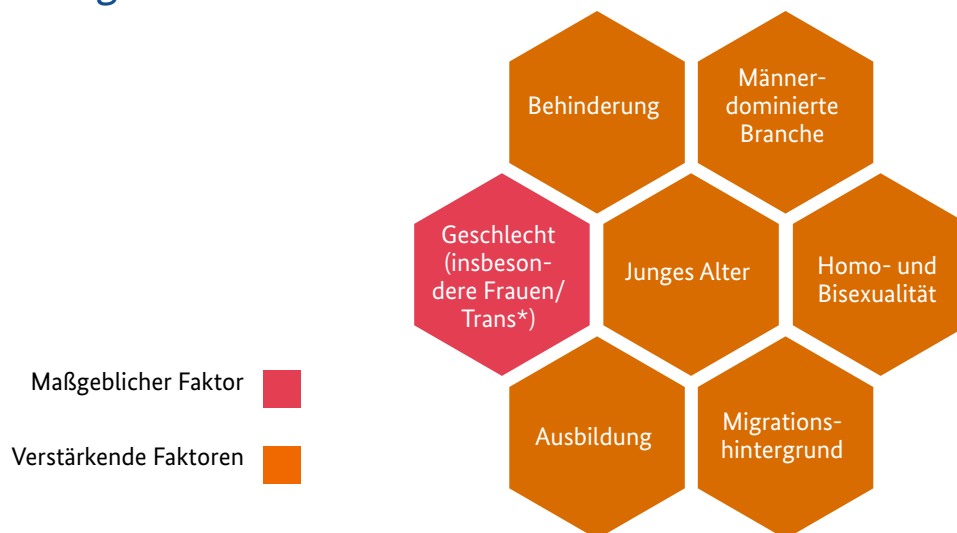 Behinderung
Männer-
dominierte
Branche
Geschlecht
(insbeson-
dere Frauen/
Trans*)
Junges Alter
Homo- und
Bisexualität
Maßgeblicher Faktor
Verstärkende Faktoren
Ausbildung
Migrations-
hintergrund